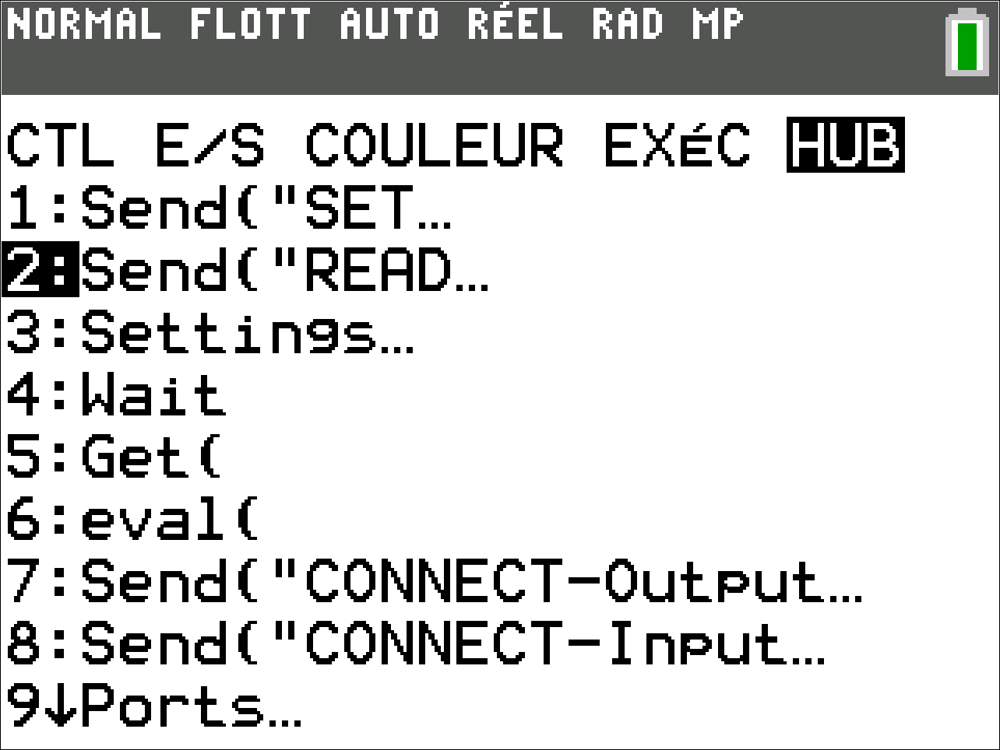 NORMAL FLOTT AUTO RÉEL RAD MP
CTL E/S COULEUR EXéC HUB
1:Send("SET…
2:Send("READ…
3:Settings…
4:Wait
5:Get(
6:eval(
7:Send("CONNECT-Output…
8:Send("CONNECT-Input…
9↓Ports…